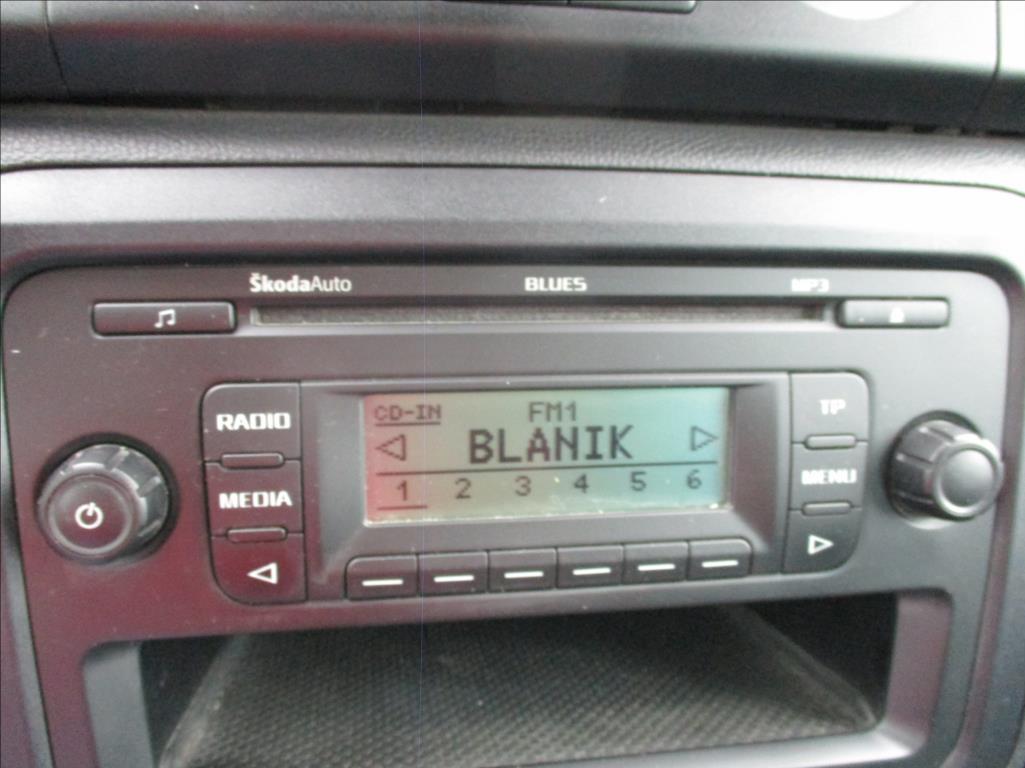 ŠkodaAuto BLUES MP3
RADIO
MEDIA
CD-IN FM1
BLANIK
1 2 3 4 5 6
TP
MENU